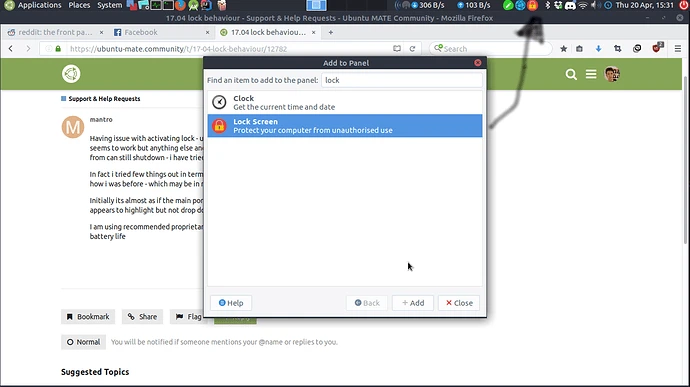 17.04 lock behaviour - Support & Help Requests - Ubuntu MATE Community - Mozilla Firefox
Applications Places System 306 B/s 103 B/s Thu 20 Apr, 15:31
reddit: the front pa Facebook 17.04 lock behaviou
https://ubuntu-mate.community/t/17-04-lock-behaviour/12782 Search
Add to Panel
Find an item to add to the panel: lock
Clock
Get the current time and date
Lock Screen
Protect your computer from unauthorised use
Help Back Add Close
Support & Help Requests
M mantro
Having issue with activating lock - u
seems to work but anything else an
from can still shutdown - i have trie
In fact i tried few things out in term
how i was before - which may be in
Initially its almost as if the main po
appears to highlight but not drop do
I am using recommended proprietar
battery life
Bookmark Share Flag
Normal You will be notified if someone mentions your @name or replies to you.
Suggested Topics